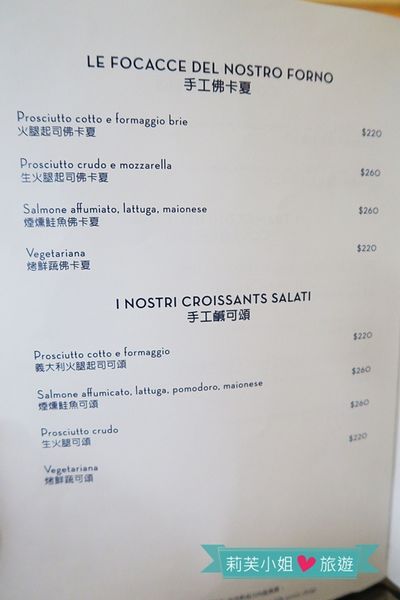 LE FOCACCE DEL NOSTRO FORNO
手工佛卡夏
Prosciutto cotto e formaggio brie
火腿起司佛卡夏 $220
Prosciutto crudo e mozzarella
生火腿起司佛卡夏 $260
Salmone affumiato, lattuga, maionese
煙燻鮭魚佛卡夏 $260
Vegetariana $220
烤鮮蔬佛卡夏
I NOSTRI CROISSANTS SALATI
手工鹹可頌
Prosciutto cotto e formaggio $220
義大利火腿起司可頌
Salmone affumicato, lattuga, pomodoro, maionese $260
煙燻鮭魚可頌
Prosciutto crudo $260
生火腿可頌
Vegetariana $220
烤鮮蔬可頌
莉芙小姐 旅遊